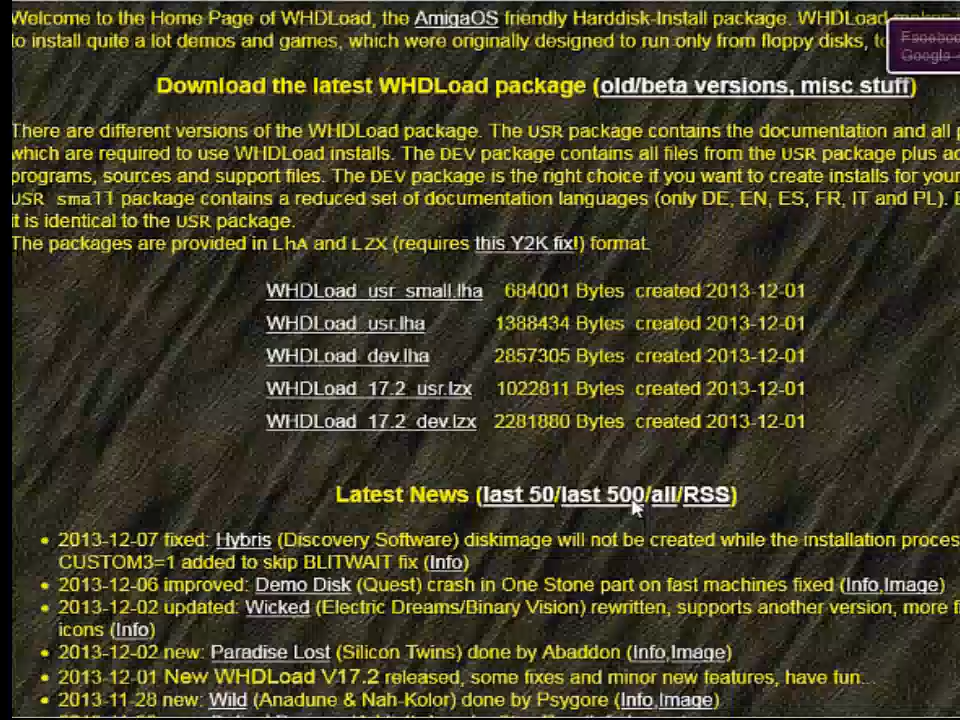 Welcome to the Home Page of WHDLoad, the AmigaOS friendly Harddisk-Install package. WHDLoad
to install quite a lot demos and games, which were originally designed to run only from floppy disks,
Google
Download the latest WHDLoad package (old/beta versions, misc stuff)
There are different versions of the WHDLoad package. The USR package contains the documentation and all
which are required to use WHDLoad installs. The DEV package contains all files from the USR package plus
programs, sources and support files. The DEV package is the right choice if you want to create installs for your
USR small package contains a reduced set of documentation languages (only DE, EN, ES, FR, IT and PL).
it is identical to the USR package.
The packages are provided in LhA and LZX (requires this Y2K fix!) format.
WHDLoad_usr_small.lha 684001 Bytes created 2013-12-01
WHDLoad_usr.lha 1388434 Bytes created 2013-12-01
WHDLoad_dev.lha 2857305 Bytes created 2013-12-01
WHDLoad_17.2_usr.lzx 1022811 Bytes created 2013-12-01
WHDLoad_17.2_dev.lzx 2281880 Bytes created 2013-12-01
Latest News (last 50/last 500/all/RSS)
• 2013-12-07 fixed: Hybris (Discovery Software) diskimage will not be created while the installation
CUSTOM3=1 added to skip BLITWAIT fix (Info)
• 2013-12-06 improved: Demo Disk (Quest) crash in One Stone part on fast machines fixed (Info,Image)
• 2013-12-02 updated: Wicked (Electric Dreams/Binary Vision) rewritten, supports another version, more
icons (Info)
• 2013-12-02 new: Paradise Lost (Silicon Twins) done by Abaddon (Info,Image)
• 2013-12-01 New WHDLoad V17.2 released, some fixes and minor new features, have fun...
• 2013-11-28 new: Wild (Anadune & Nah-Kolor) done by Psygore (Info,Image)